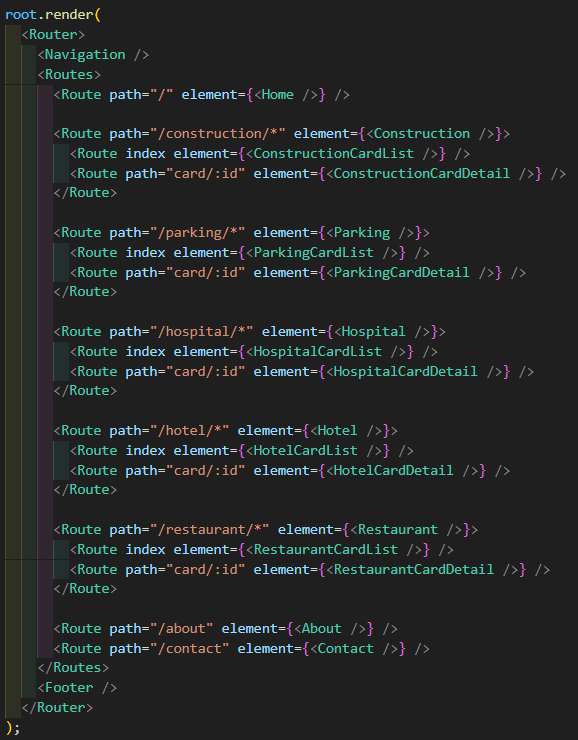 root.render(
<Router>
<Navigation />
<Routes>
<Route path="/" element={<Home />} />
<Route path="/construction/*" element={<Construction />}>
<Route index element={<ConstructionCardList />} />
<Route path="card/:id" element={<ConstructionCardDetail />} />
</Route>
<Route path="/parking/*" element={<Parking />}>
<Route index element={<ParkingCardList />} />
<Route path="card/:id" element={<ParkingCardDetail />} />
</Route>
<Route path="/hospital/*" element={<Hospital />}>
<Route index element={<HospitalCardList />} />
<Route path="card/:id" element={<HospitalCardDetail />} />
</Route>
<Route path="/hotel/*" element={<Hotel />}>
<Route index element={<HotelCardList />} />
<Route path="card/:id" element={<HotelCardDetail />} />
</Route>
<Route path="/restaurant/*" element={<Restaurant />}>
<Route index element={<RestaurantCardList />} />
<Route path="card/:id" element={<RestaurantCardDetail />} />
</Route>
<Route path="/about" element={<About />} />
<Route path="/contact" element={<Contact />} />
</Routes>
<Footer />
</Router>
);